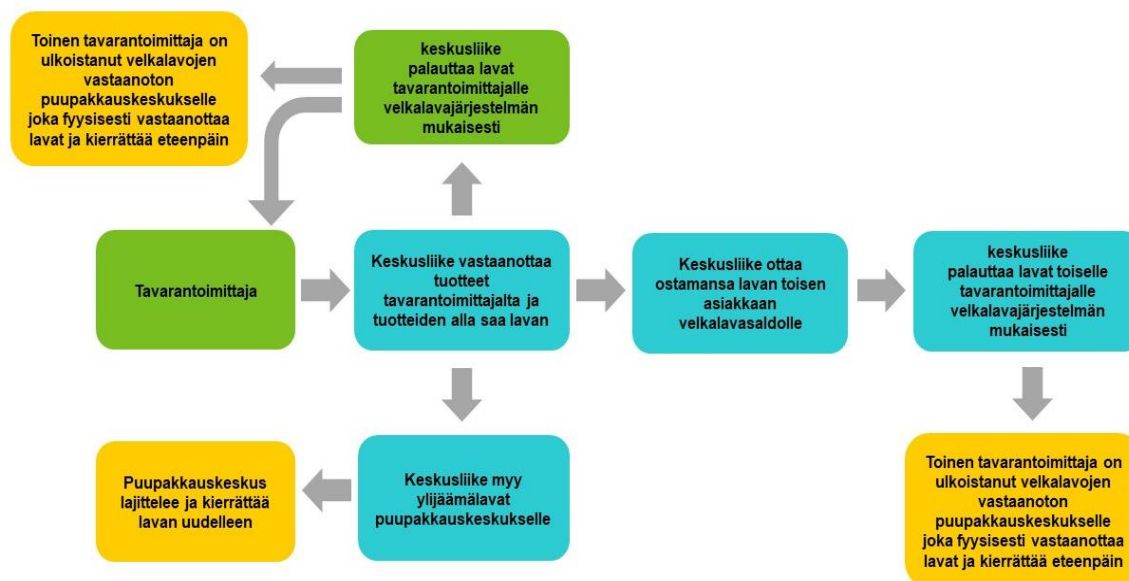 Toinen tavarantoimittaja on
ulkoistanut velkalavojen
vastaanoton
puupakkauskeskukselle
joka fyysisesti vastaanottaa
lavat ja kierrättää eteenpäin
keskusliike
palauttaa lavat
tavarantoimittajalle
velkalavajärjestelmän
mukaisesti
Tavarantoimittaja
Keskusliike vastaanottaa
tuotteet
tavarantoimittajalta ja
tuotteiden alla saa lavan
Keskusliike ottaa
ostamansa lavan toisen
asiakkaan
velkalavasaldolle
keskusliike
palauttaa lavat toiselle
tavarantoimittajalle
velkalavajärjestelmän
mukaisesti
Puupakkauskeskus
lajittelee ja kierrättää
lavan uudelleen
Keskusliike myy
ylijäämälavat
puupakkauskeskukselle
Toinen tavarantoimittaja on
ulkoistanut velkalavojen
vastaanoton
puupakkauskeskukselle
joka fyysisesti vastaanottaa
lavat ja kierrättää eteenpäin